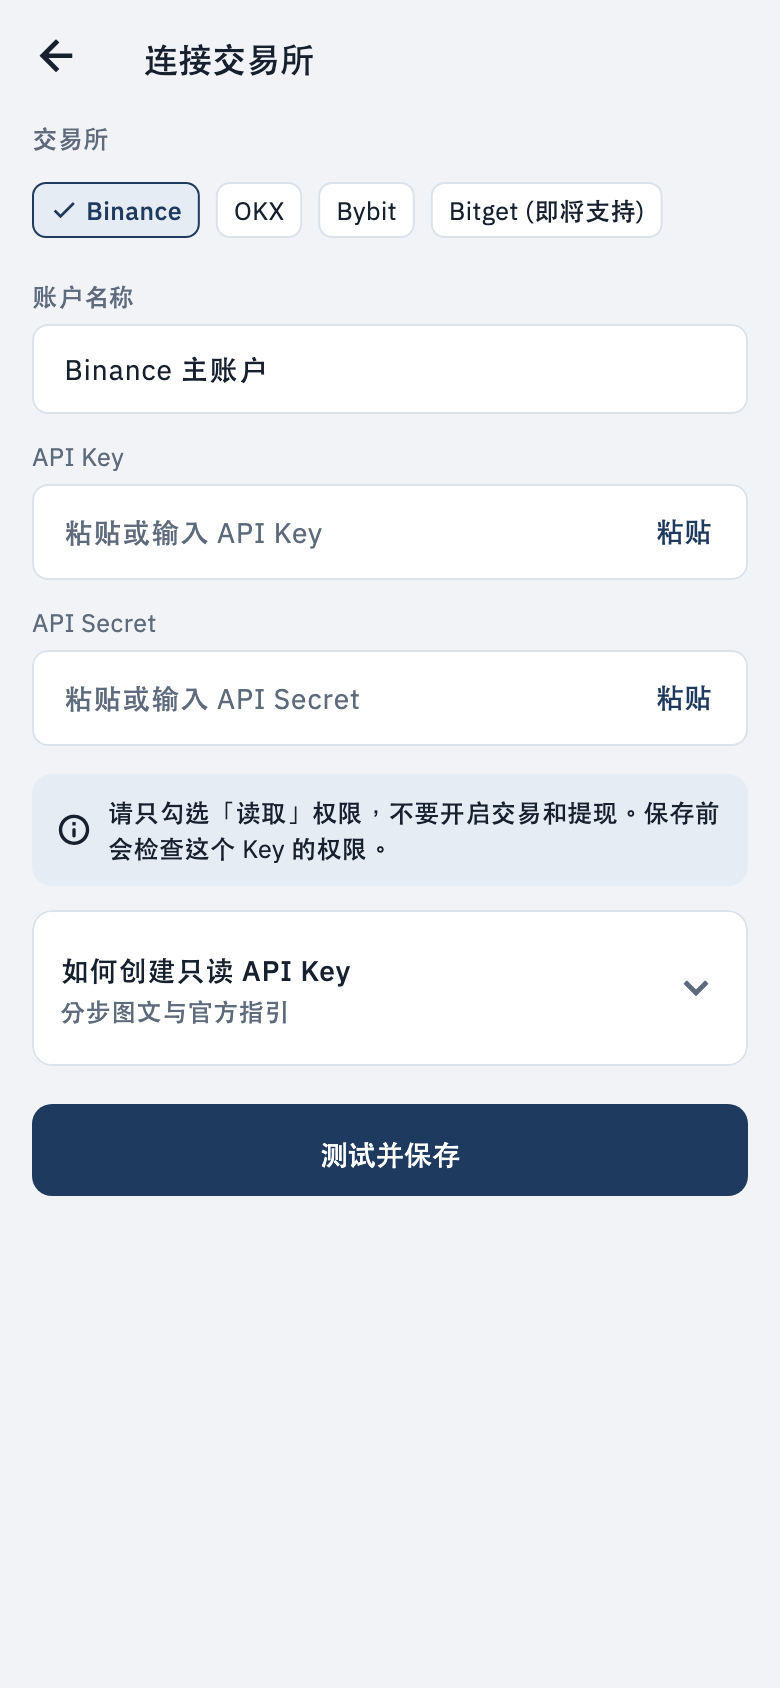 连接交易所
交易所
Binance
OKX
Bybit
Bitget (即将支持)
账户名称
Binance 主账户
API Key
粘贴或输入 API Key
粘贴
API Secret
粘贴或输入 API Secret
粘贴
请只勾选「读取」权限，不要开启交易和提现。保存前
会检查这个 Key 的权限。
如何创建只读 API Key
分步图文与官方指引
测试并保存